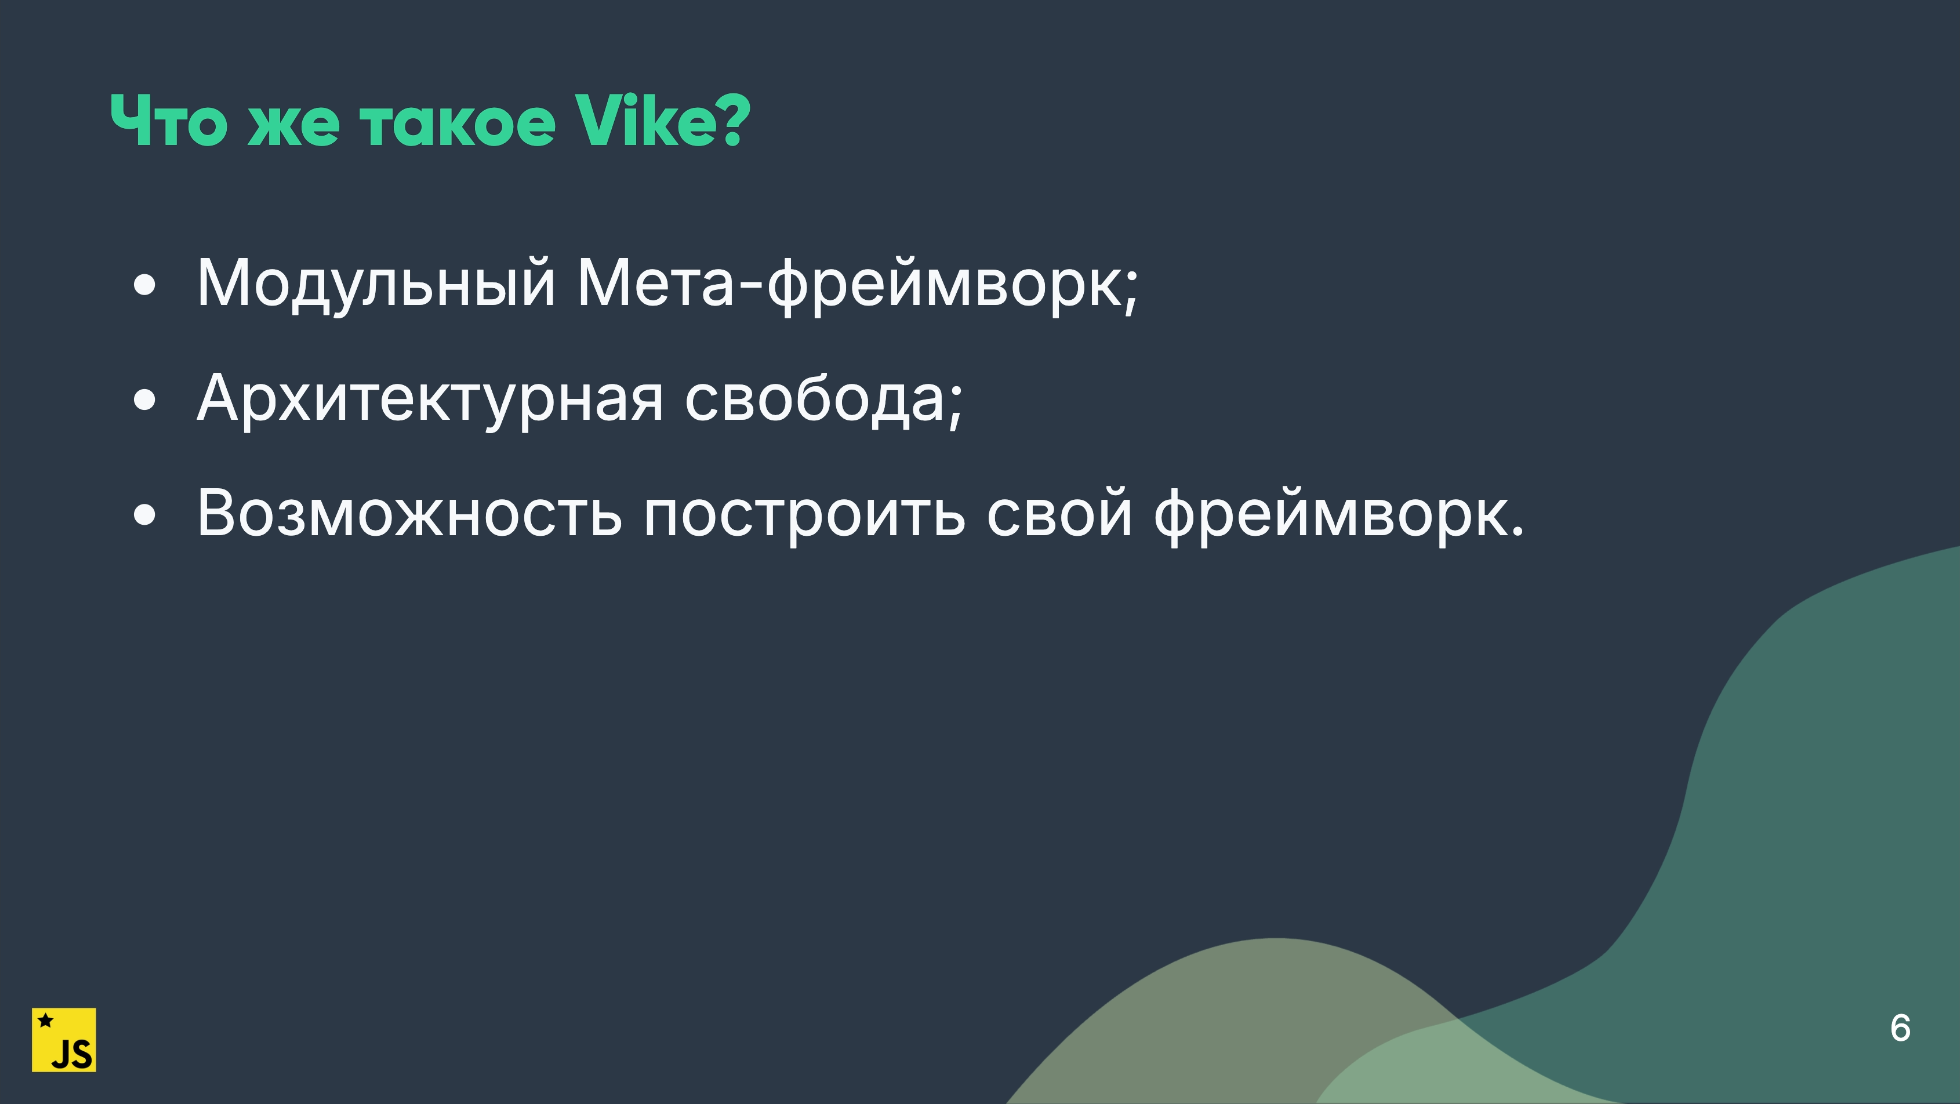 Что же такое Vike?
• Модульный Мета-фреймворк;
• Архитектурная свобода;
• Возможность построить свой фреймворк.
JS
6